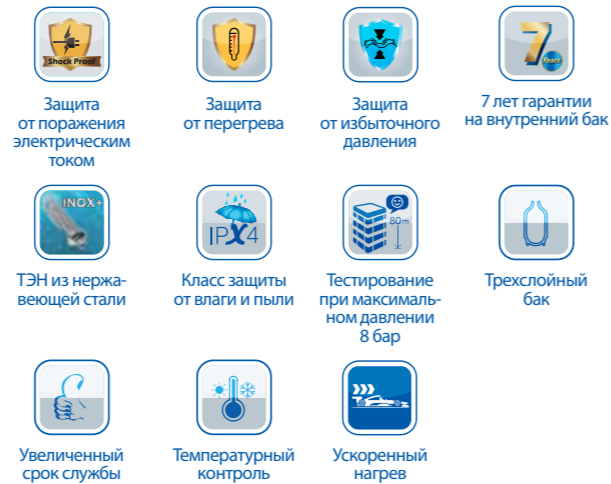 Shock Proof
7 Years
Защита
от поражения
электрическим
током
Защита
от перегрева
Защита
от избыточного
давления
7 лет гарантии
на внутренний бак
INOX+
IPX4
80m
ТЭН из нержа-
веющей стали
Класс защиты
от влаги и пыли
Тестирование
при максималь-
ном давлении
8 бар
Трехслойный
бак
Увеличенный
срок службы
Температурный
контроль
Ускоренный
нагрев